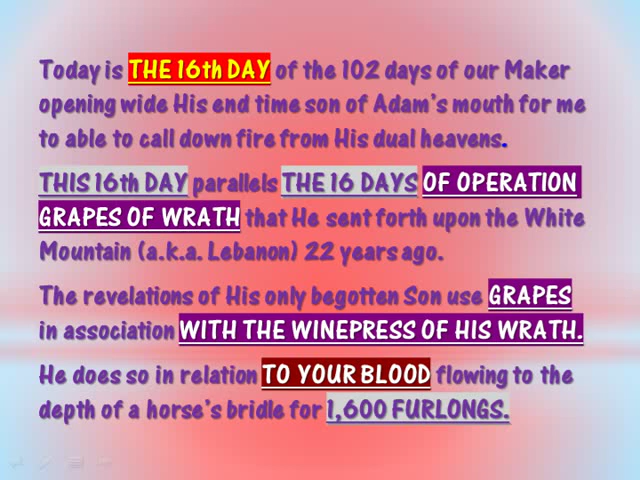 Today is THE 16th DAY of the 102 days of our Maker
opening wide His end time son of Adam's mouth for me
to able to call down fire from His dual heavens.
THIS 16th DAY parallels THE 16 DAYS OF OPERATION
GRAPES OF WRATH that He sent forth upon the White
Mountain (a.k.a. Lebanon) 22 years ago.
The revelations of His only begotten Son use GRAPES
in association WITH THE WINEPRESS OF HIS WRATH.
He does so in relation TO YOUR BLOOD flowing to the
depth of a horse's bridle for 1,600 FURLONGS.